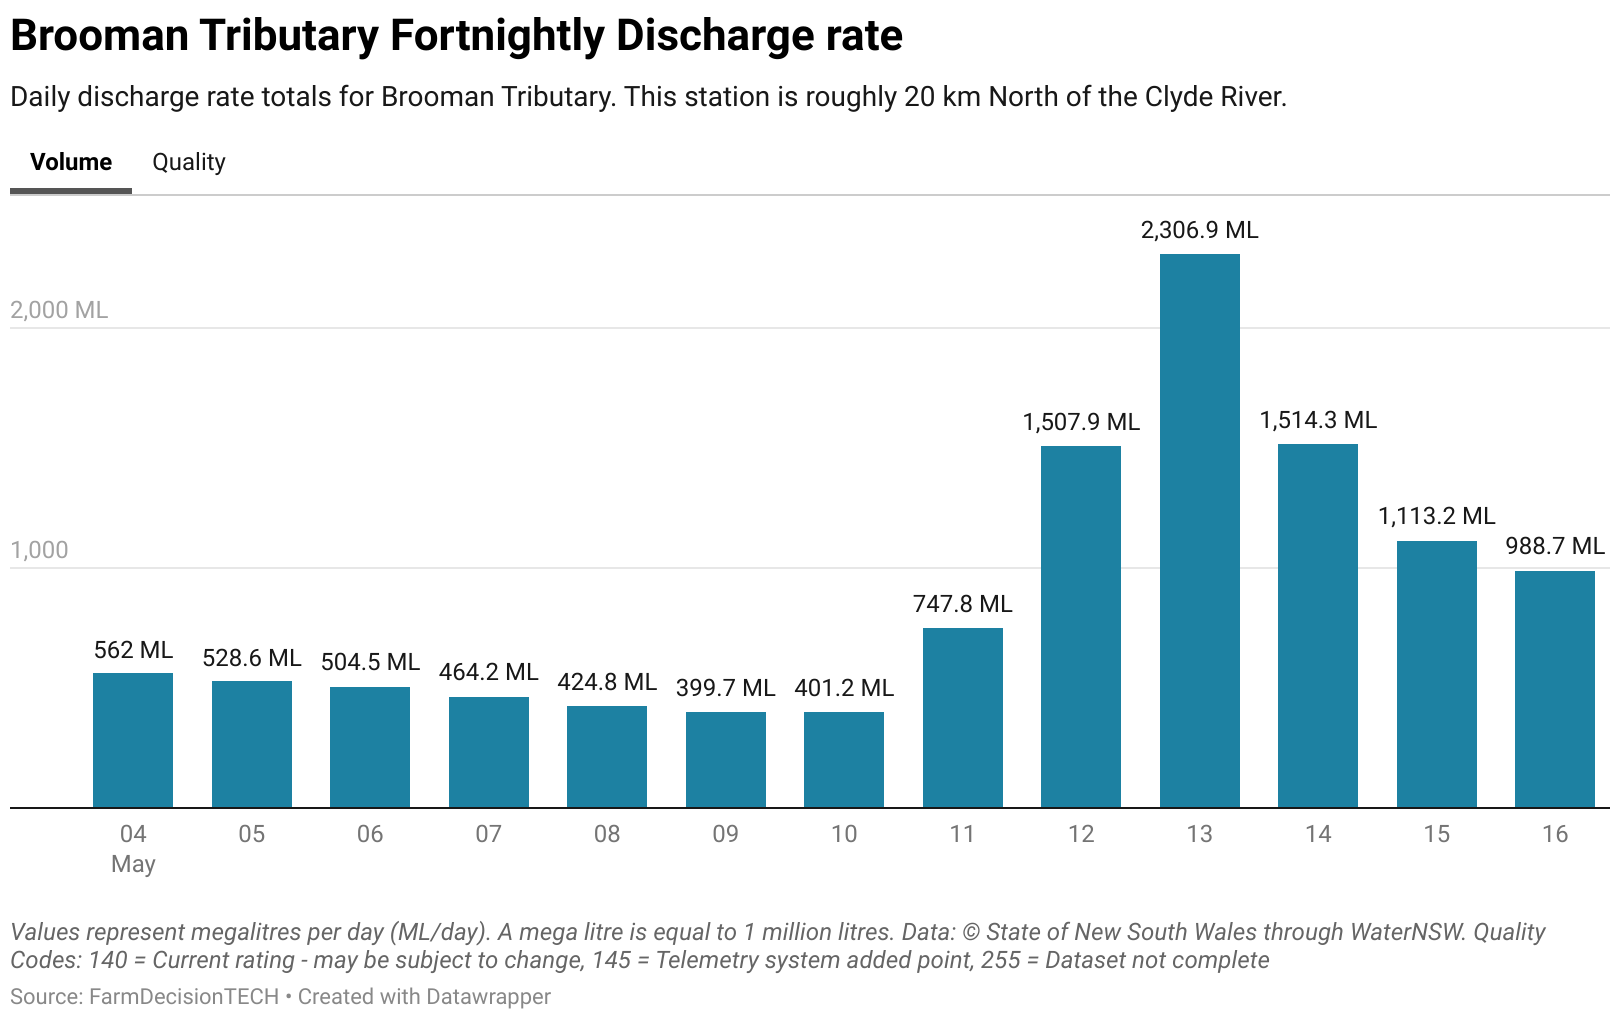 Brooman Tributary Fortnightly Discharge rate
Daily discharge rate totals for Brooman Tributary. This station is roughly 20 km North of the Clyde River.
Volume Quality
2,306.9 ML
2,000 ML
1,507.9 ML 1,514.3 ML
1,113.2 ML
988.7 ML
1,000
747.8 ML
562 ML 528.6 ML 504.5 ML 464.2 ML 424.8 ML 399.7 ML 401.2 ML
04 05 06 07 08 09 10 11 12 13 14 15 16
May
Values represent megalitres per day (ML/day). A mega litre is equal to 1 million litres. Data: © State of New South Wales through WaterNSW. Quality
Codes: 140 = Current rating - may be subject to change, 145 = Telemetry system added point, 255 = Dataset not complete
Source: FarmDecisionTECH • Created with Datawrapper